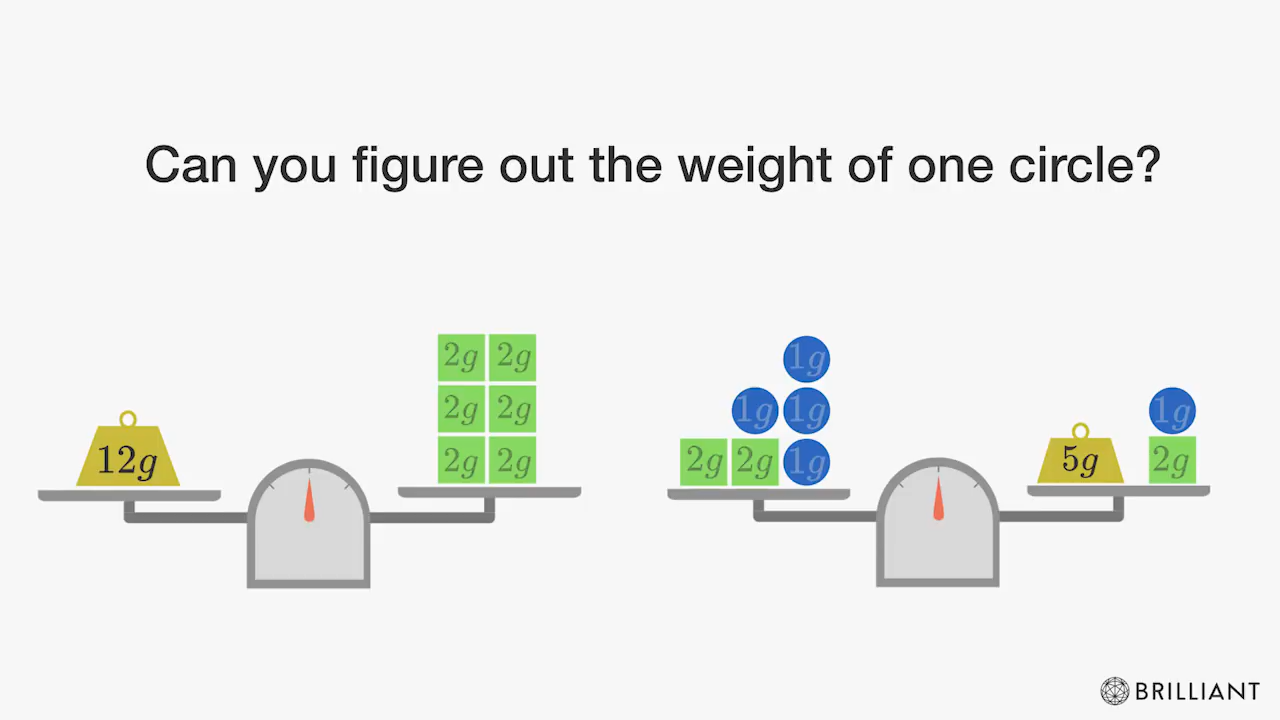 Can you figure out the weight of one circle?
2g 2g
2g 2g
2g 2g
12g
1g
1g 1g
2g 2g 1g
1g
5g 2g
BRILLIANT